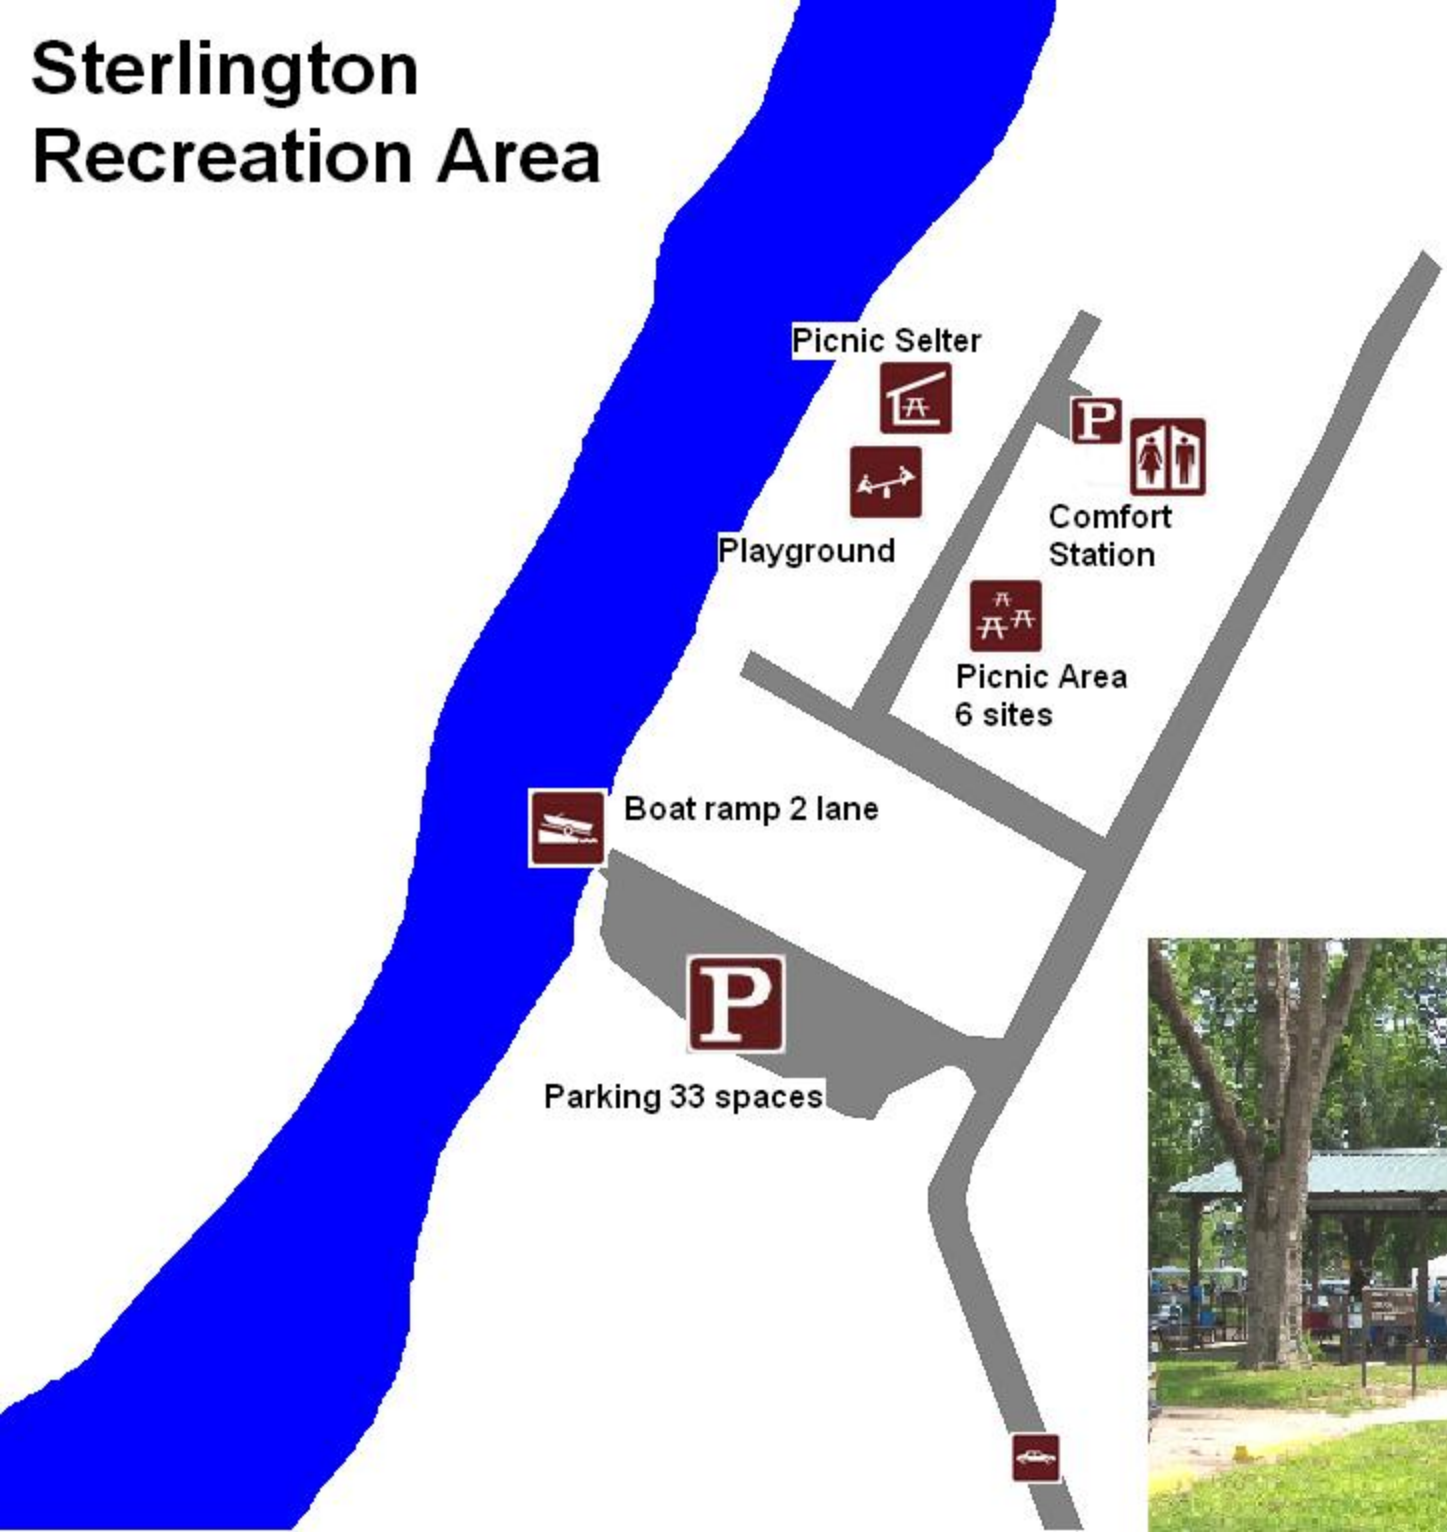 Sterlington
Recreation Area
Picnic Selter
P
Playground
Comfort
Station
Picnic Area
6 sites
Boat ramp 2 lane
P
Parking 33 spaces